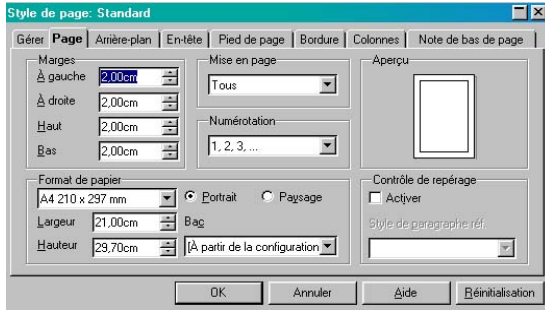 Style de page: Standard
Gérer Page Arrière-plan En-tête Pied de page Bordure Colonnes Note de bas de page
Marges
À gauche 2,00cm
À droite 2,00cm
Haut 2,00cm
Bas 2,00cm
Mise en page
Tous
Numérotation
1, 2, 3, ...
Aperçu
Format de papier
A4 210 x 297 mm
Portrait Paysage
Largeur 21,00cm
Hauteur 29,70cm
Bac
[À partir de la configuration
Contrôle de repérage
Activer
Style de paragraphe réf.
OK Annuler Aide Réinitialisation